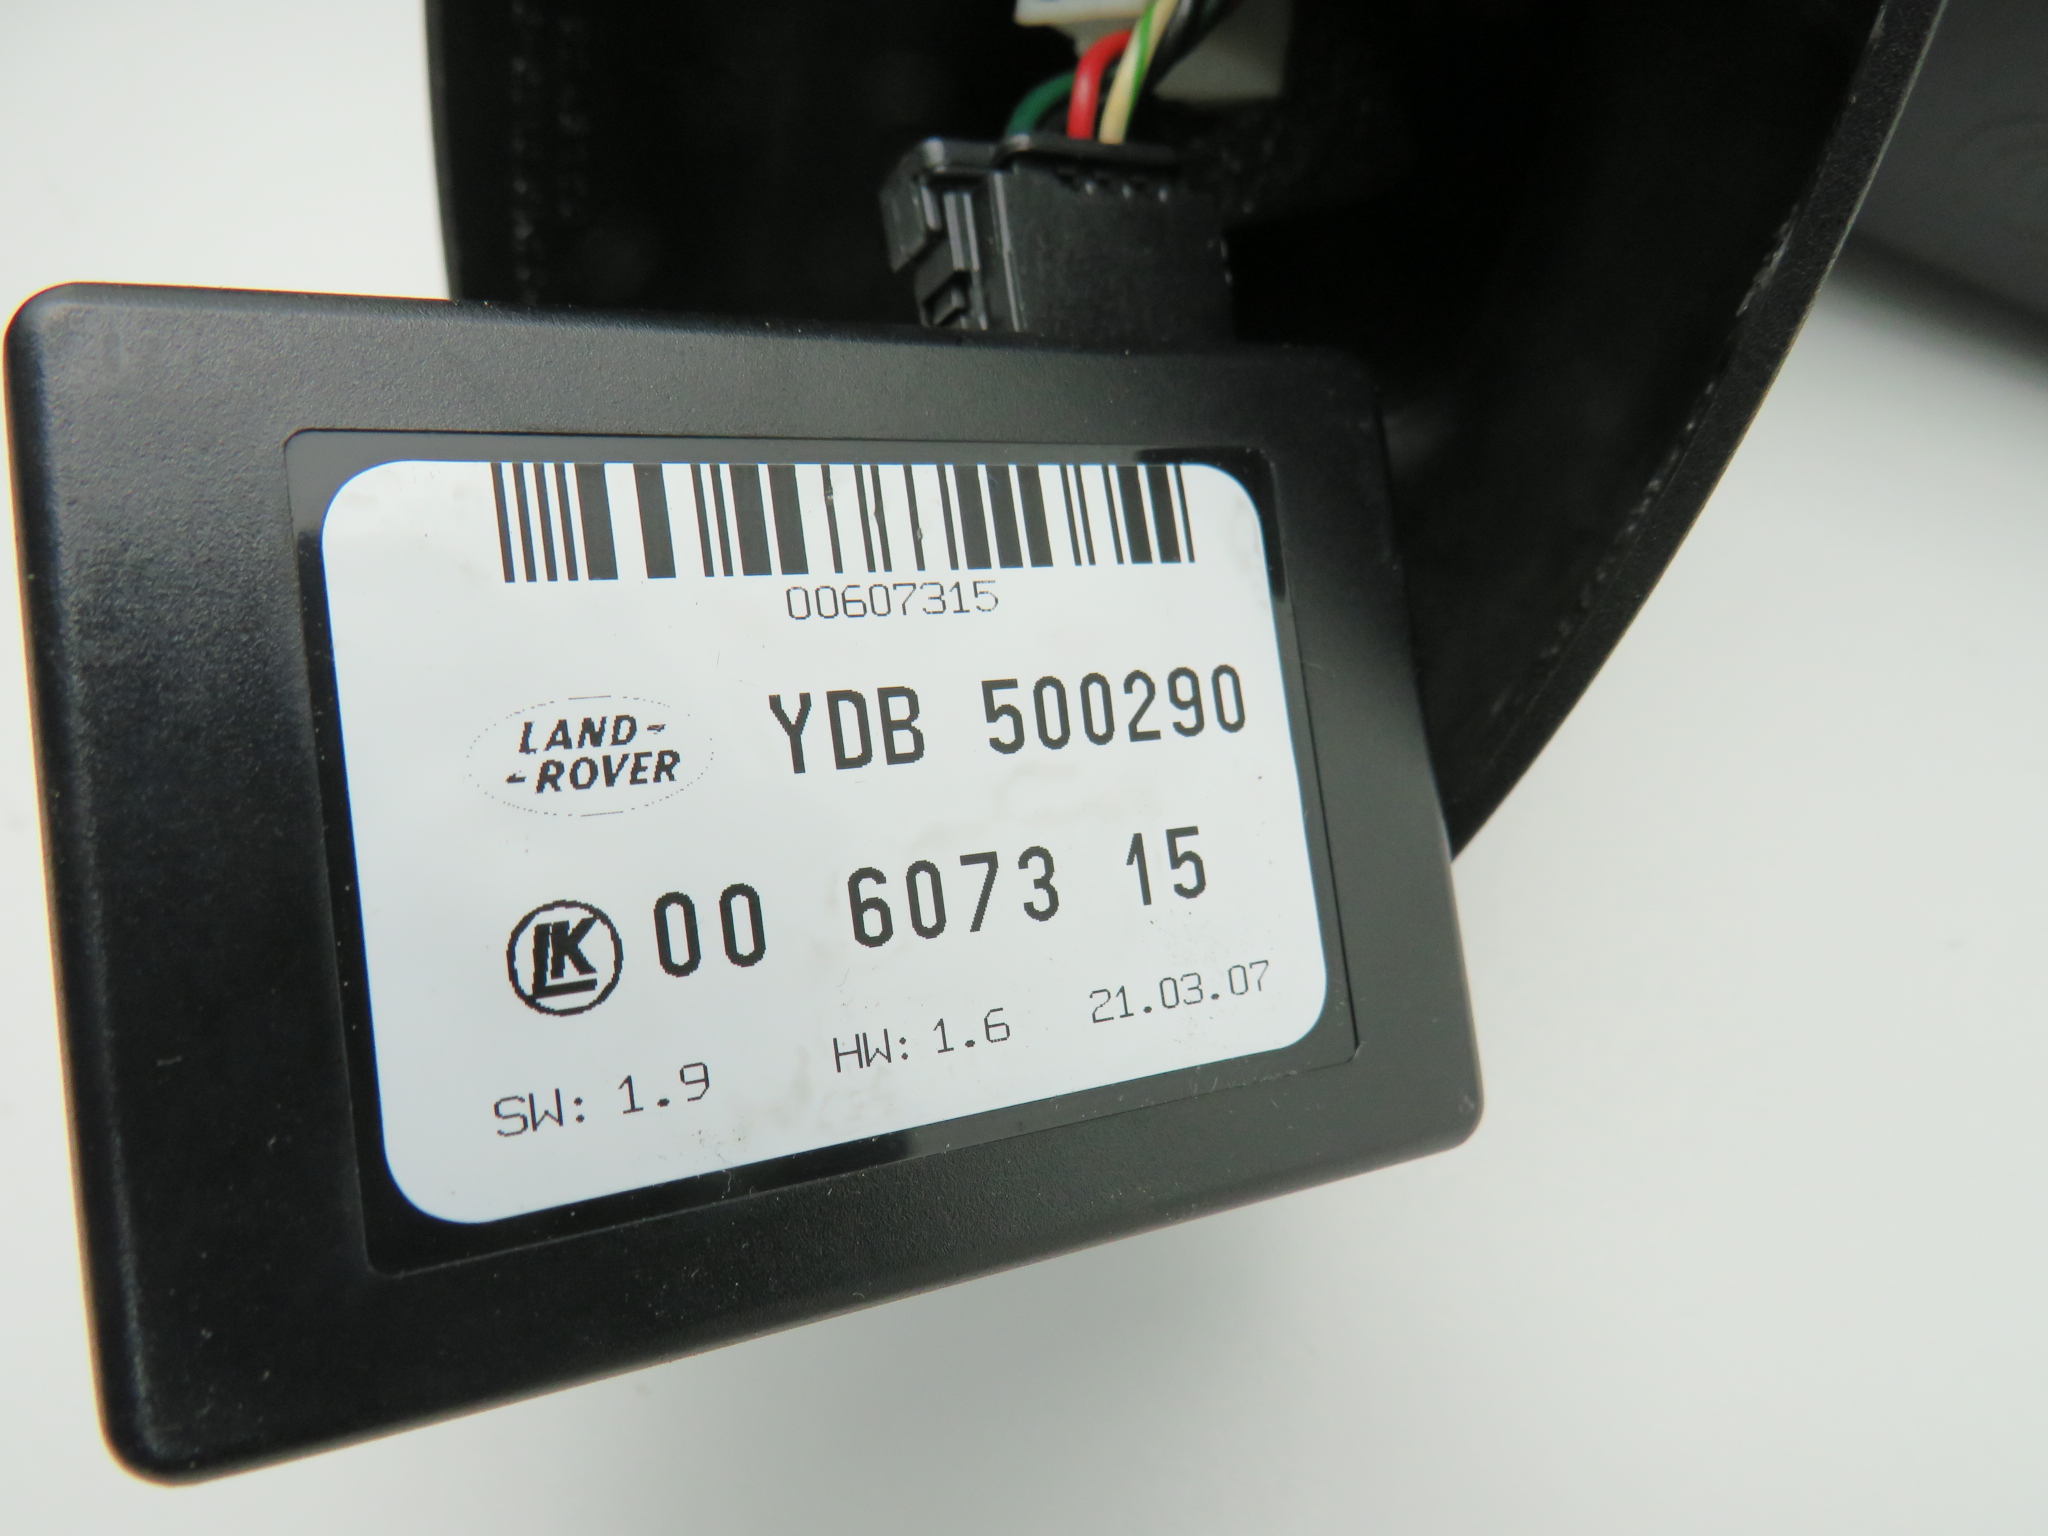 00607315
LAND-
-ROVER
YDB 500290
LK 00 6073 15
SW: 1.9 HW: 1.6 21.03.07